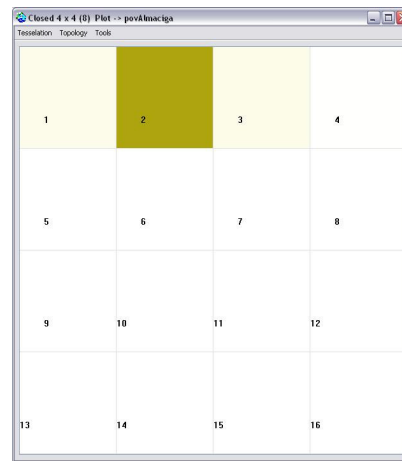 Closed 4 x 4 (8) Plot -> povAlmaciga
Tesselation Topology Tools
1 2 3 4
5 6 7 8
9 10 11 12
13 14 15 16